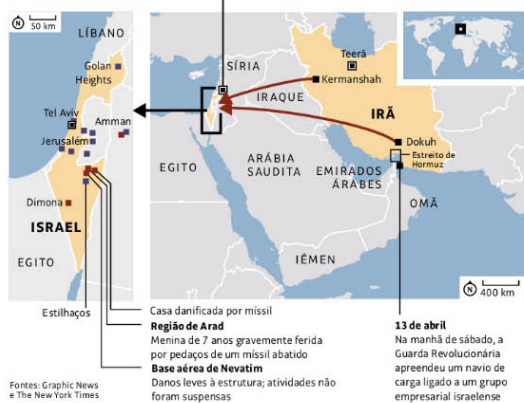 N
50 km
LÍBANO
Golan
Heights
Tel Aviv
Amman
Jerusalém
Dimona
ISRAEL
EGITO
SÍRIA
Teerã
Kermanshah
IRAQUE
IRÃ
Dokuh
Estreito de
Hormuz
EGITO
ARÁBIA
SAUDITA
EMIRADOS
ÁRABES
OMÃ
IÊMEN
N
400 km
Estilhaços
Casa danificada por míssil
Região de Arad
Menina de 7 anos gravemente ferida
por pedaços de um míssil abatido
Base aérea de Nevatim
Danos leves à estrutura; atividades não
foram suspensas
13 de abril
Na manhã de sábado, a
Guarda Revolucionária
apreendeu um navio de
carga ligado a um grupo
empresarial israelense
Fontes: Graphic News
e The New York Times